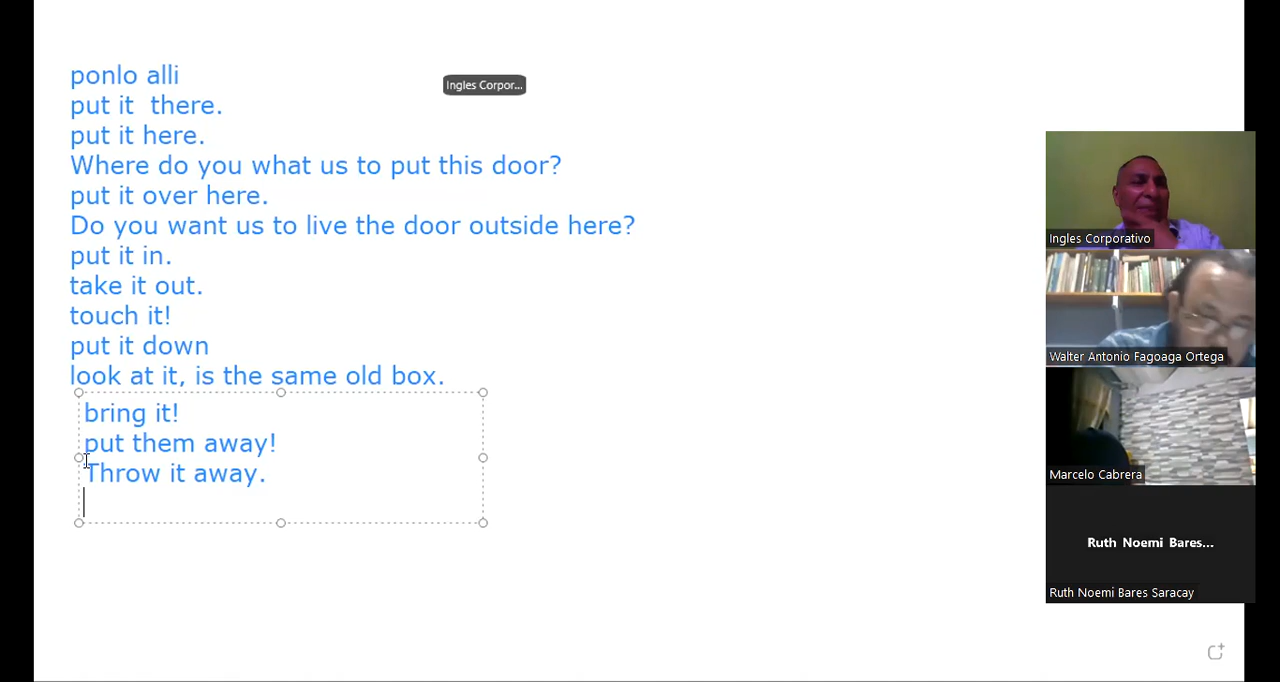 ponlo alli
put it  there.
Ingles Corpor...
put it here.
Where do you what us to put this door?
put it over here.
Do you want us to live the door outside here?
put it in.
take it out.
touch it!
put it down
look at it, is the same old box.
bring it!
put them away!
Throw it away.
Ingles Corporativo
Walter Antonio Fagoaga Ortega
Marcelo Cabrera
Ruth Noemi Bares...
Ruth Noemi Bares Saracay